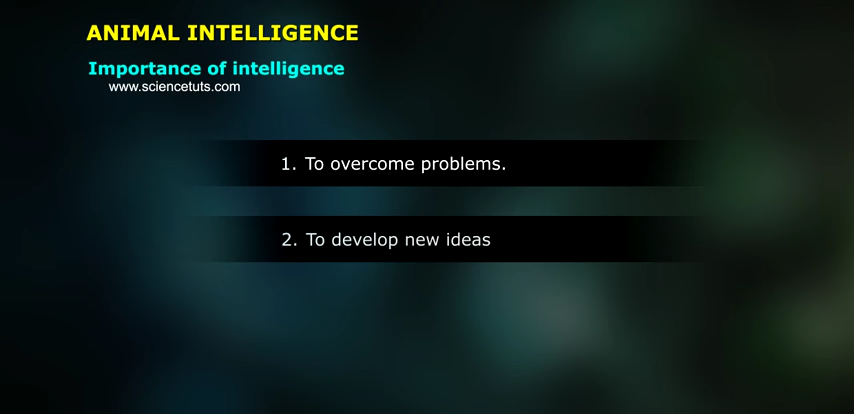 ANIMAL INTELLIGENCE
Importance of intelligence
www.sciencetuts.com
1. To overcome problems.
2. To develop new ideas